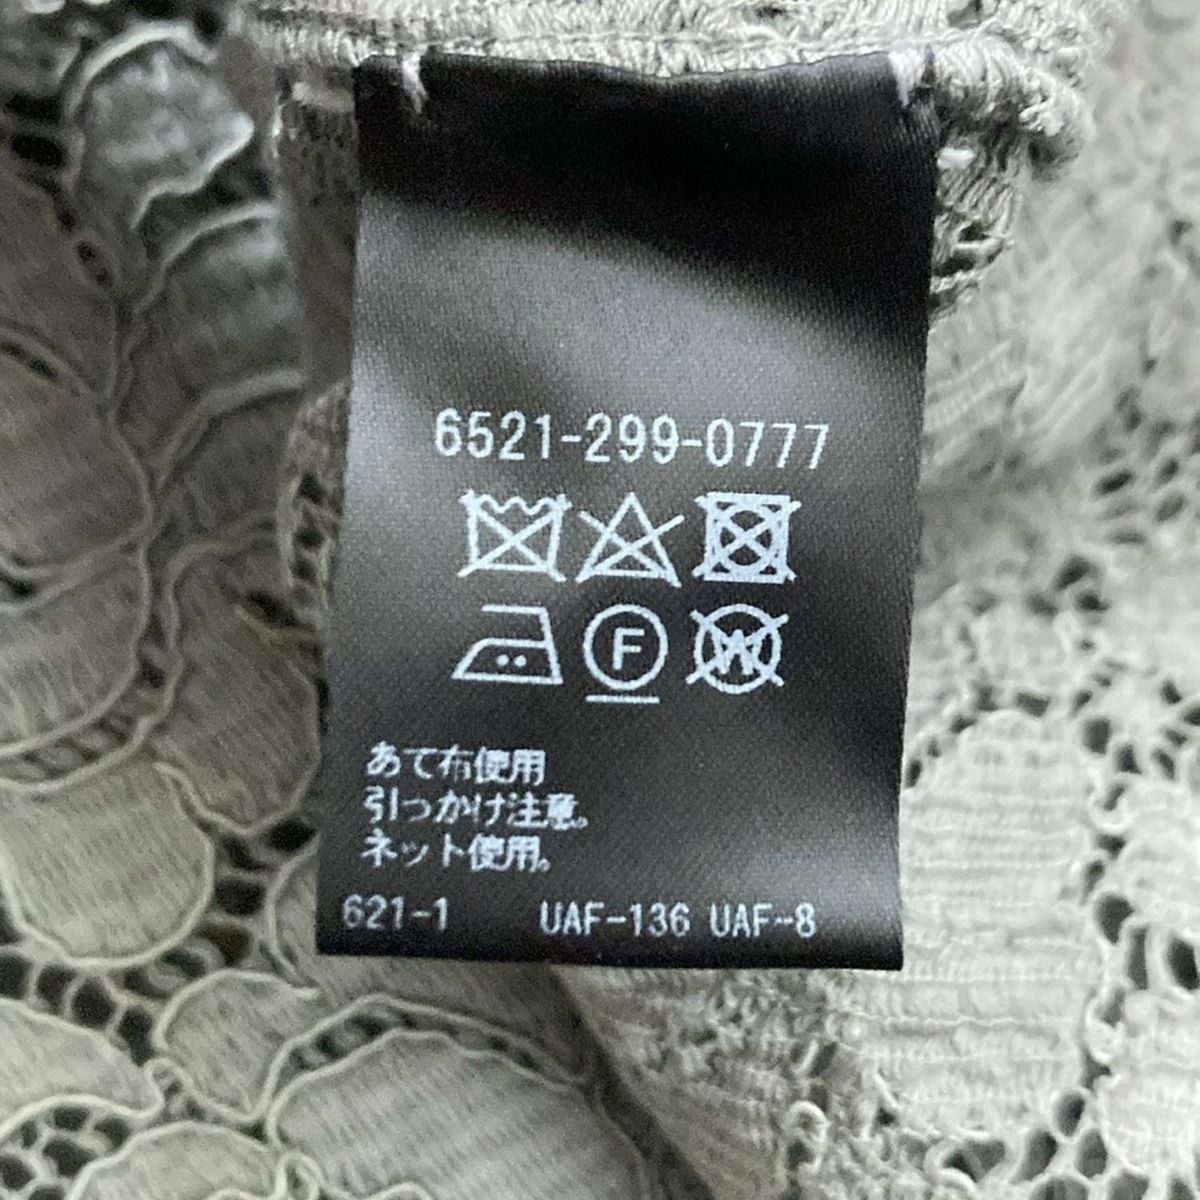 6521-299-0777
F
W
あて布使用
引っかけ注意。
ネット使用。
621-1 UAF-136 UAF-8